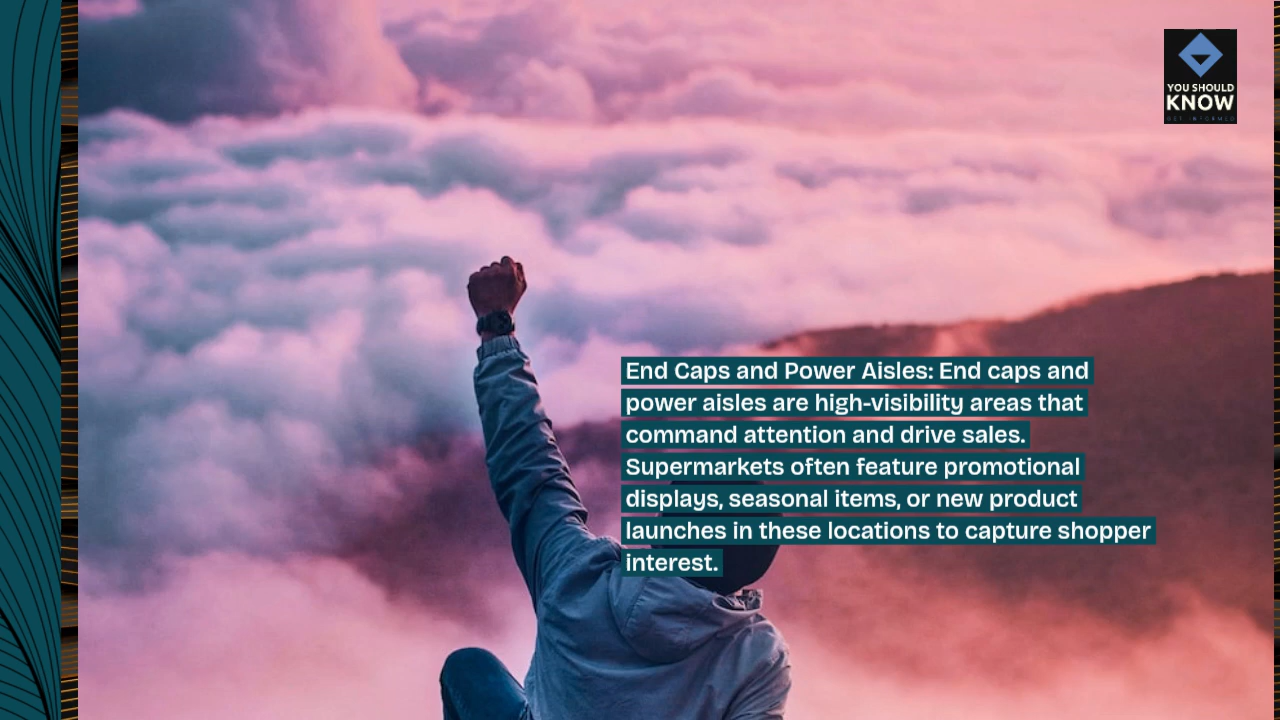 YOU SHOULD
KNOW
GET INFORMED
End Caps and Power Aisles: End caps and
power aisles are high-visibility areas that
command attention and drive sales.
Supermarkets often feature promotional
displays, seasonal items, or new product
launches in these locations to capture shopper
interest.